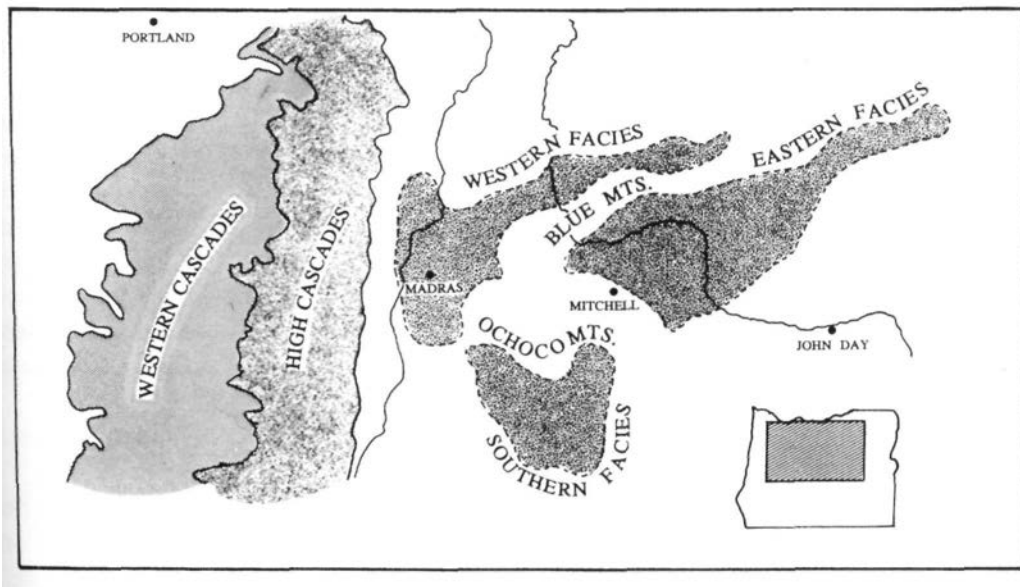 PORTLAND
WESTERN CASCADES
HIGH CASCADES
WESTERN FACIES
EASTERN FACIES
BLUE MTS.
MADRAS
MITCHELL
OCHOCO MTS.
JOHN DAY
SOUTHERN FACIES